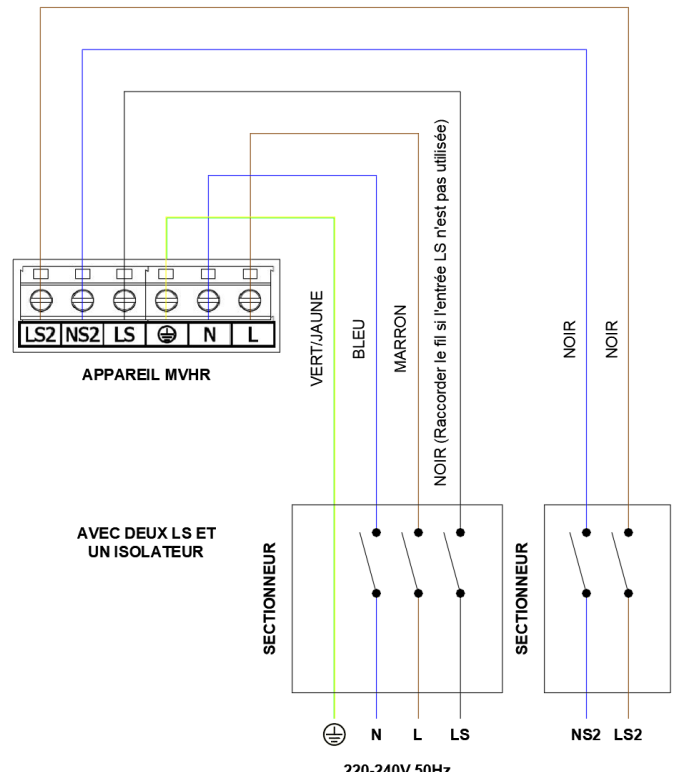 LS2 NS2 LS N L
APPAREIL MVHR
VERT/JAUNE
BLEU
MARRON
NOIR (Raccorder le fil si l'entrée LS n'est pas utilisée)
NOIR
NOIR
AVEC DEUX LS ET
UN ISOLATEUR
SECTIONNEUR
SECTIONNEUR
N L LS
NS2 LS2
220-240V 50Hz